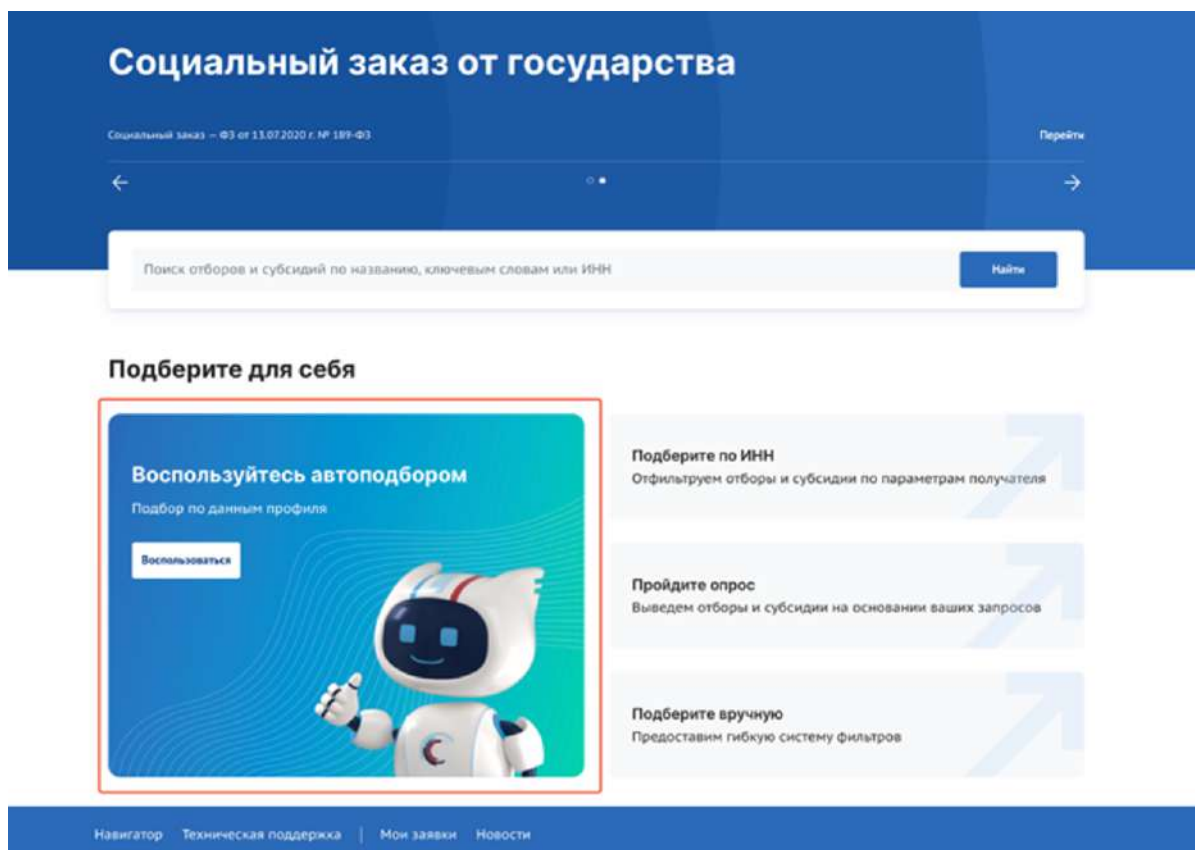 Социальный заказ от государства
Социальный заказ – ФЗ от 13.07.2020 г. № 189-ФЗ
Перейти
Поиск отборов и субсидий по названию, ключевым словам или ИНН
Найти
Подберите для себя
Воспользуйтесь автоподбором
Подбор по данным профиля
Воспользоваться
Подберите по ИНН
Отфильтруем отборы и субсидии по параметрам получателя
Пройдите опрос
Выведем отборы и субсидии на основании ваших запросов
Подберите вручную
Предоставим гибкую систему фильтров
Навигатор Техническая поддержка | Мои заявки Новости